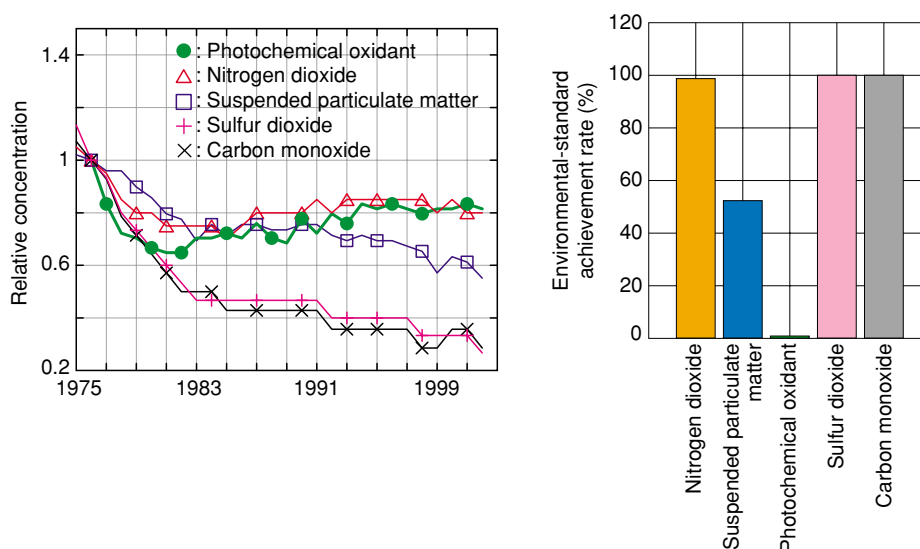 1.4
1
0.6
0.2
Relative concentration
: Photochemical oxidant
: Nitrogen dioxide
: Suspended particulate matter
: Sulfur dioxide
: Carbon monoxide
1975
1983
1991
1999
120
100
80
60
40
20
0
Environmental-standard
achievement rate (%)
Nitrogen dioxide
Suspended particulate
matter
Photochemical oxidant
Sulfur dioxide
Carbon monoxide